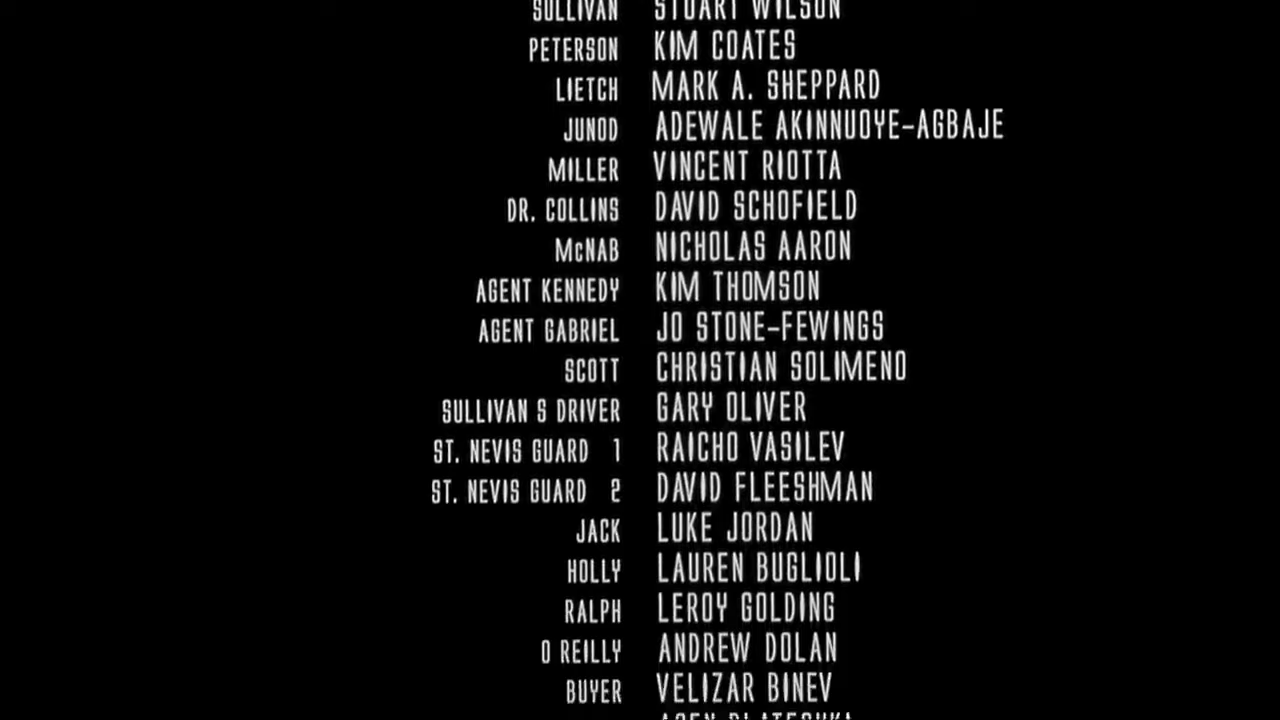 SULLIVAN STUART WILSON
PETERSON KIM COATES
LIETCH MARK A. SHEPPARD
JUNOD ADEWALE AKINNUOYE-AGBAJE
MILLER VINCENT RIOTTA
DR. COLLINS DAVID SCHOFIELD
McNAB NICHOLAS AARON
AGENT KENNEDY KIM THOMSON
AGENT GABRIEL JO STONE-FEWINGS
SCOTT CHRISTIAN SOLIMENO
SULLIVAN S DRIVER GARY OLIVER
ST. NEVIS GUARD 1 RAICHO VASILEV
ST. NEVIS GUARD 2 DAVID FLEESHMAN
JACK LUKE JORDAN
HOLLY LAUREN BUGLIOLI
RALPH LEROY GOLDING
O REILLY ANDREW DOLAN
BUYER VELIZAR BINEV